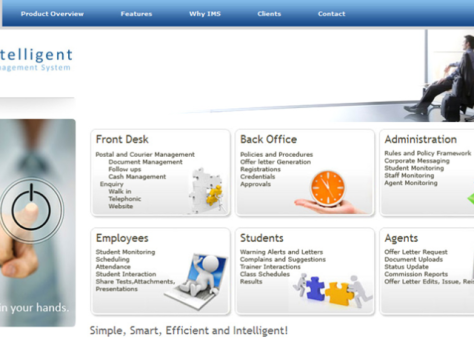 Product Overview
Features
Why IMS
Clients
Contact
telligent
nagement System
Front Desk
Postal and Courier Management
Document Management
Follow ups
Cash Management
Enquiry
Walk in
Telephonic
Website
Back Office
Policies and Procedures
Offer letter Generation
Registrations
Credentials
Approvals
Administration
Rules and Policy Framework
Corporate Messaging
Student Monitoring
Staff Monitoring
Agent Monitoring
Employees
Student Monitoring
Scheduling
Attendance
Student Interaction
Share Tests,Attachments,
Presentations
Students
Warning Alerts and Letters
Complains and Suggestions
Trainer Interactions
Class Schedules
Results
Agents
Offer Letter Request
Document Uploads
Status Update
Commission Reports
Offer Letter Edits, Issue, Rei
in your hands.
Simple, Smart, Efficient and Intelligent!